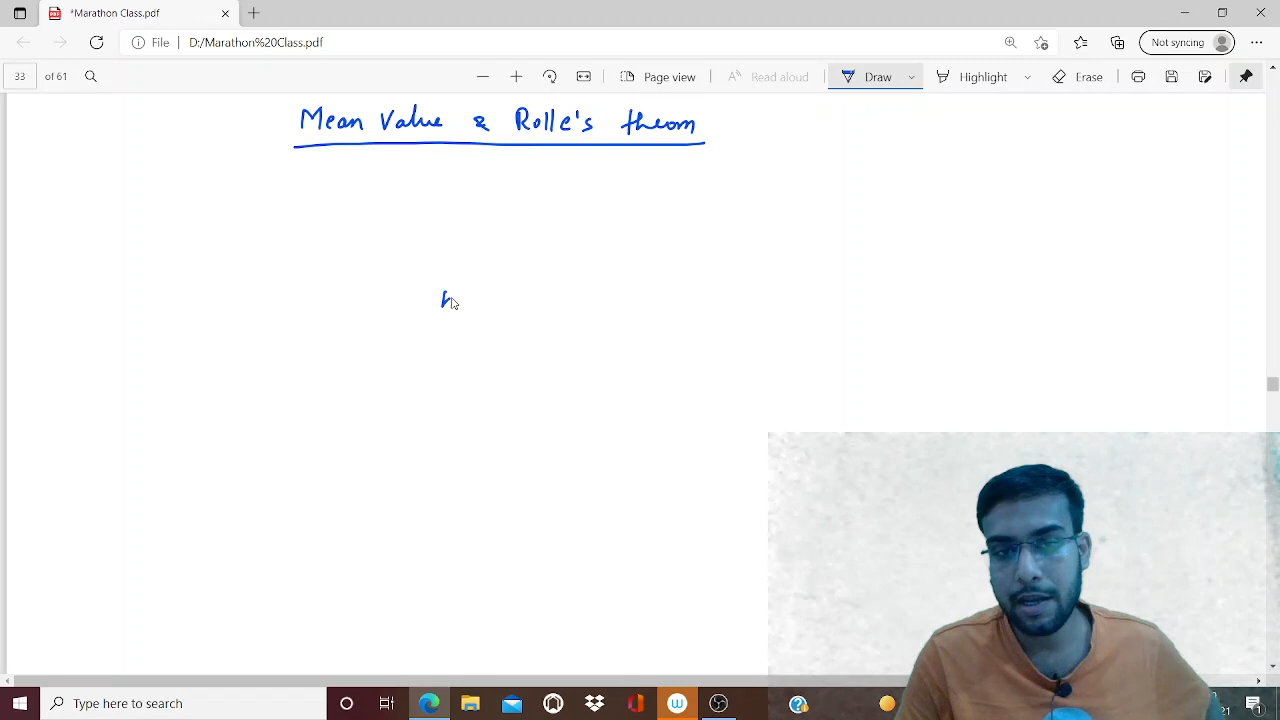 *Marathon Class.pdf
File | D:/Marathon%20Class.pdf
Not syncing
33 of 61
Page view
Read aloud
Draw
Highlight
Erase
Mean Value & Rolle's theom
Type here to search